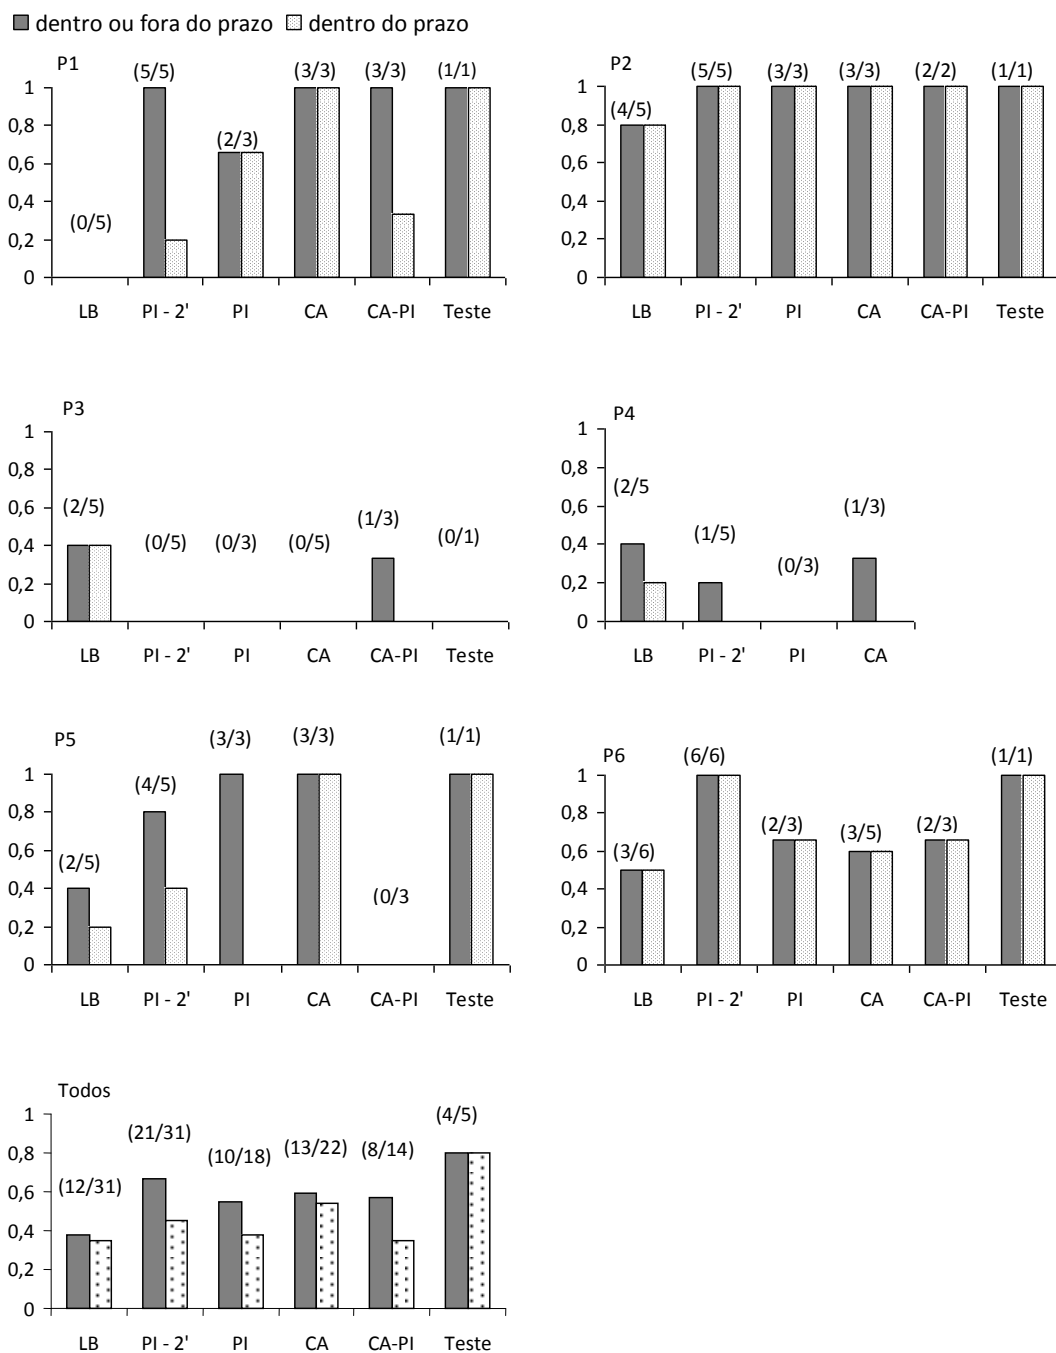 dentro ou fora do prazo dentro do prazo
P1
(5/5) (3/3) (3/3) (1/1)
1
(2/3)
0,8
0,6
0,4
(0/5)
0,2
0
LB PI - 2' PI CA CA-PI Teste
P2
(5/5) (3/3) (3/3) (2/2) (1/1)
1
(4/5)
0,8
0,6
0,4
0,2
0
LB PI - 2' PI CA CA-PI Teste
P3
1
0,8
(2/5)
0,6
(1/3)
(0/5) (0/3) (0/5) (0/1)
0,4
0,2
0
LB PI - 2' PI CA CA-PI Teste
P4
1
0,8
(2/5
0,6
(1/3)
(1/5)
0,4
(0/3)
0,2
0
LB PI - 2' PI CA
P5
(3/3) (3/3) (1/1)
1
(4/5)
0,8
0,6
(2/5)
0,4
(0/3
0,2
0
LB PI - 2' PI CA CA-PI Teste
P6
(6/6) (1/1)
1
0,8
(2/3) (3/5) (2/3)
0,6
(3/6)
0,4
0,2
0
LB PI - 2' PI CA CA-PI Teste
Todos
1
(4/5)
(21/31)
0,8
(10/18) (13/22) (8/14)
0,6
(12/31)
0,4
0,2
0
LB PI - 2' PI CA CA-PI Teste